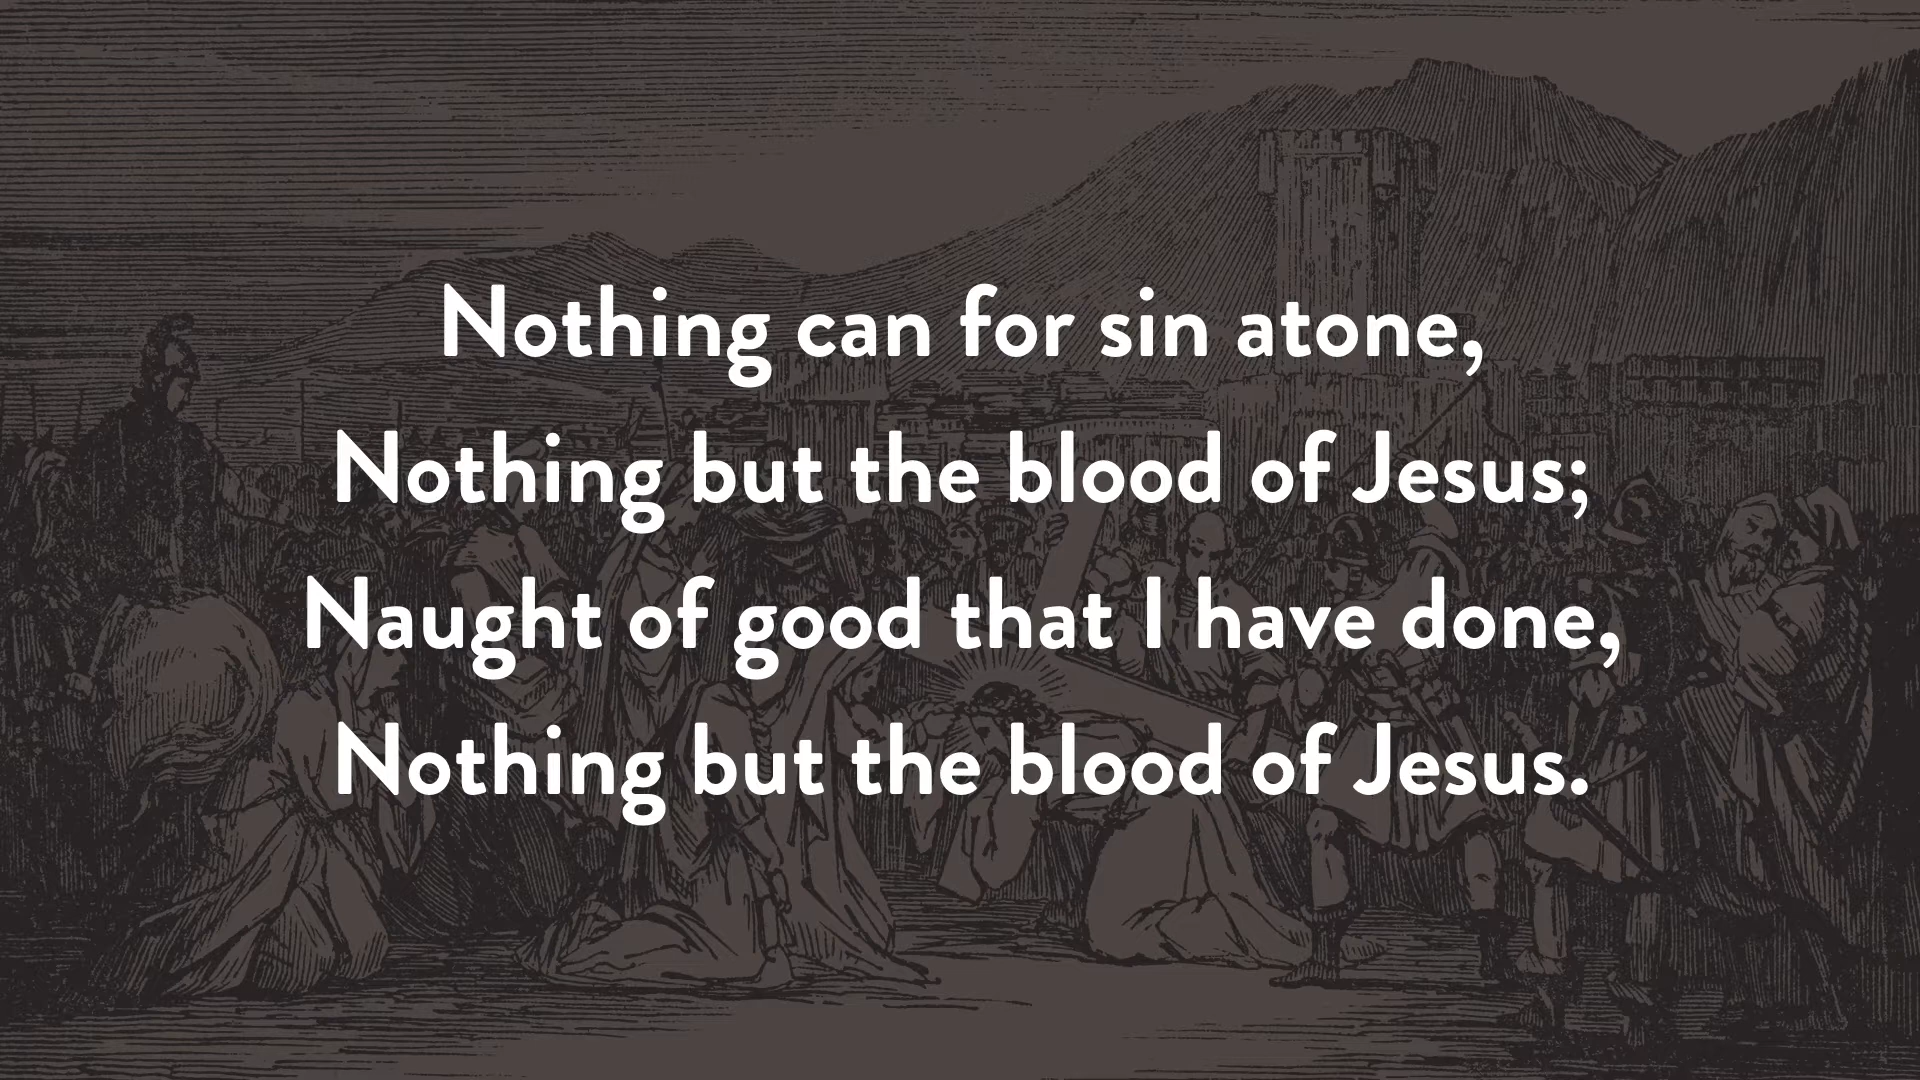 Nothing can for sin atone,
Nothing but the blood of Jesus;
Naught of good that I have done,
Nothing but the blood of Jesus.